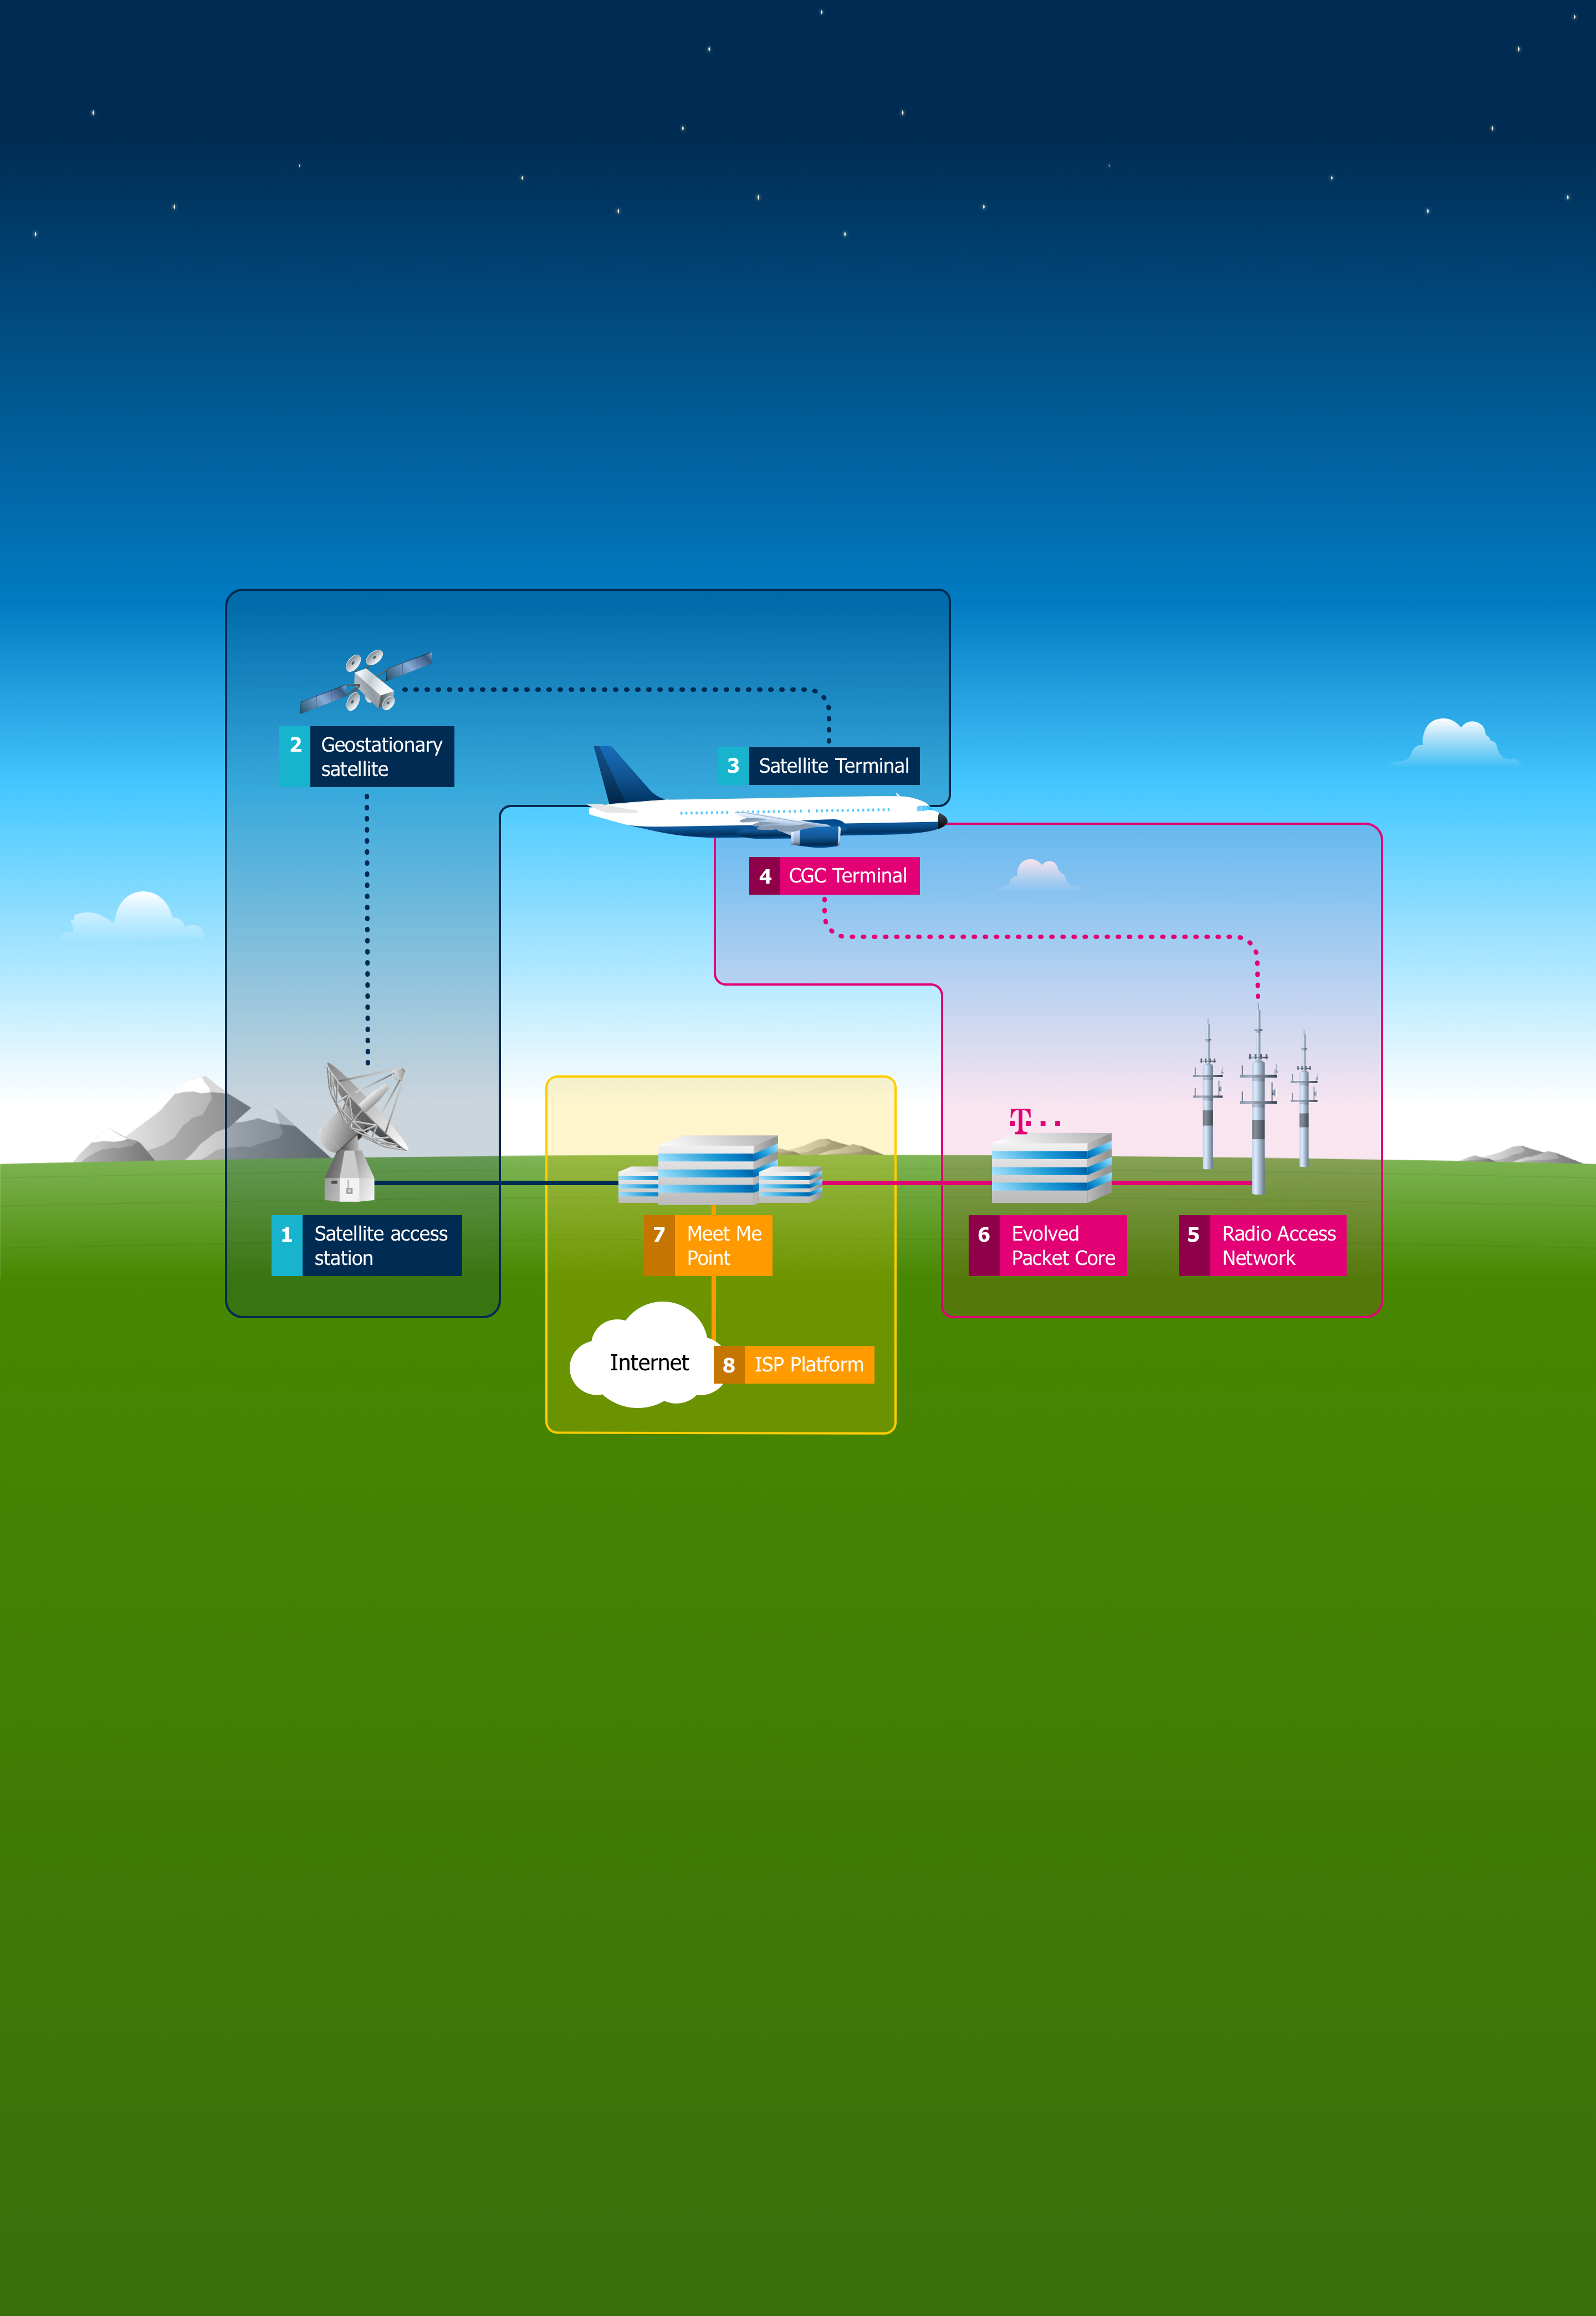 2
Geostationary
satellite
3
Satellite Terminal
4
CGC Terminal
T
1
Satellite access
station
7
Meet Me
Point
6
Evolved
Packet Core
5
Radio Access
Network
Internet
8
ISP Platform